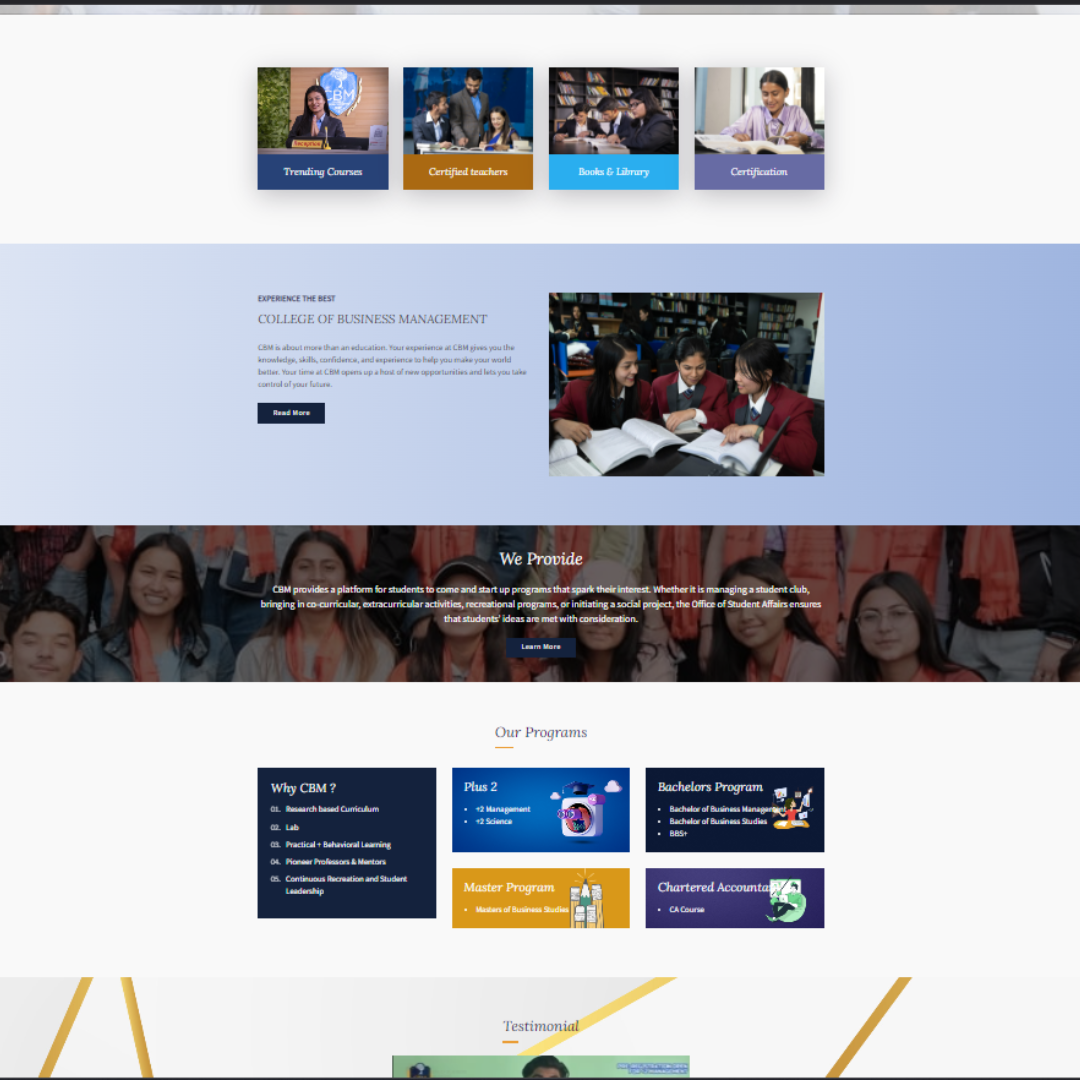 CBM
Reception
Trending Courses
Certified teachers
Books & Library
Certification
EXPERIENCE THE BEST
COLLEGE OF BUSINESS MANAGEMENT
CBM is about more than an education. Your experience at CBM gives you the
knowledge, skills, confidence, and experience to help you make your world
better. Your time at CBM opens up a host of new opportunities and lets you take
control of your future.
Read More
We Provide
CBM provides a platform for students to come and start up programs that spark their interest. Whether it is managing a student club,
bringing in co-curricular, extracurricular activities, recreational programs, or initiating a social project, the Office of Student Affairs ensures
that students' ideas are met with consideration.
Learn More
Our Programs
Why CBM ?
01. Research based Curriculum
02. Lab
03. Practical + Behavioral Learning
04. Pioneer Professors & Mentors
05. Continuous Recreation and Student
Leadership
Plus 2
• +2 Management
• +2 Science
Bachelors Program
• Bachelor of Business Management
• Bachelor of Business Studies
• BBS+
Master Program
• Masters of Business Studies
Chartered Accounta
• CA Course
Testimonial